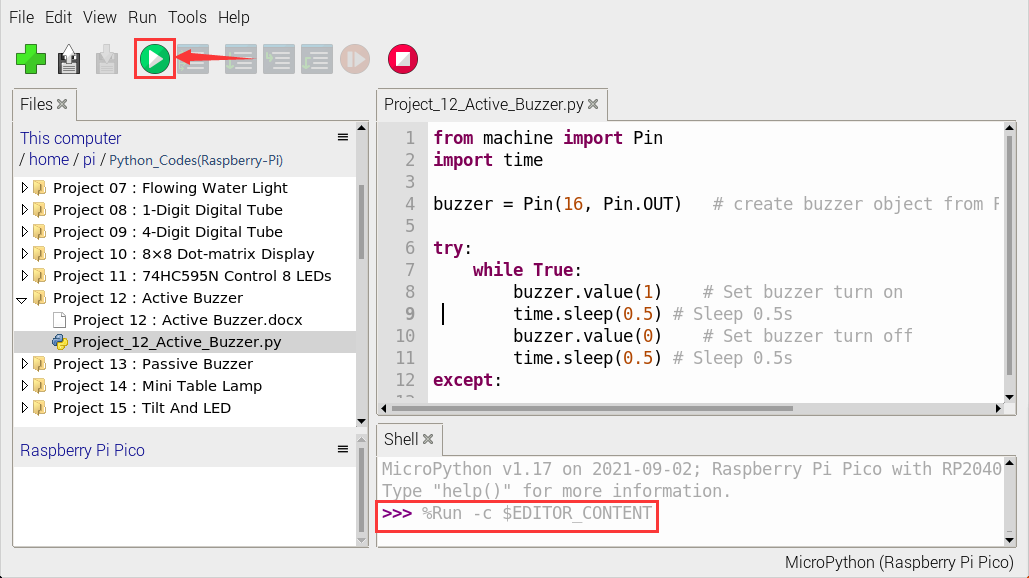 File Edit View Run Tools Help
Files
This computer
/ home / pi / Python_Codes(Raspberry-Pi)
Project 07 : Flowing Water Light
Project 08 : 1-Digit Digital Tube
Project 09 : 4-Digit Digital Tube
Project 10 : 8×8 Dot-matrix Display
Project 11 : 74HC595N Control 8 LEDs
Project 12 : Active Buzzer
Project 12 : Active Buzzer.docx
Project_12_Active_Buzzer.py
Project 13 : Passive Buzzer
Project 14 : Mini Table Lamp
Project 15 : Tilt And LED
Raspberry Pi Pico
Project_12_Active_Buzzer.py
1 from machine import Pin
2 import time
3
4 buzzer = Pin(16, Pin.OUT) # create buzzer object from
5
6 try:
7 while True:
8 buzzer.value(1) # Set buzzer turn on
9 time.sleep(0.5) # Sleep 0.5s
10 buzzer.value(0) # Set buzzer turn off
11 time.sleep(0.5) # Sleep 0.5s
12 except:
Shell
MicroPython v1.17 on 2021-09-02; Raspberry Pi Pico with RP2040
Type "help()" for more information.
>>> %Run -c $EDITOR_CONTENT
MicroPython (Raspberry Pi Pico)